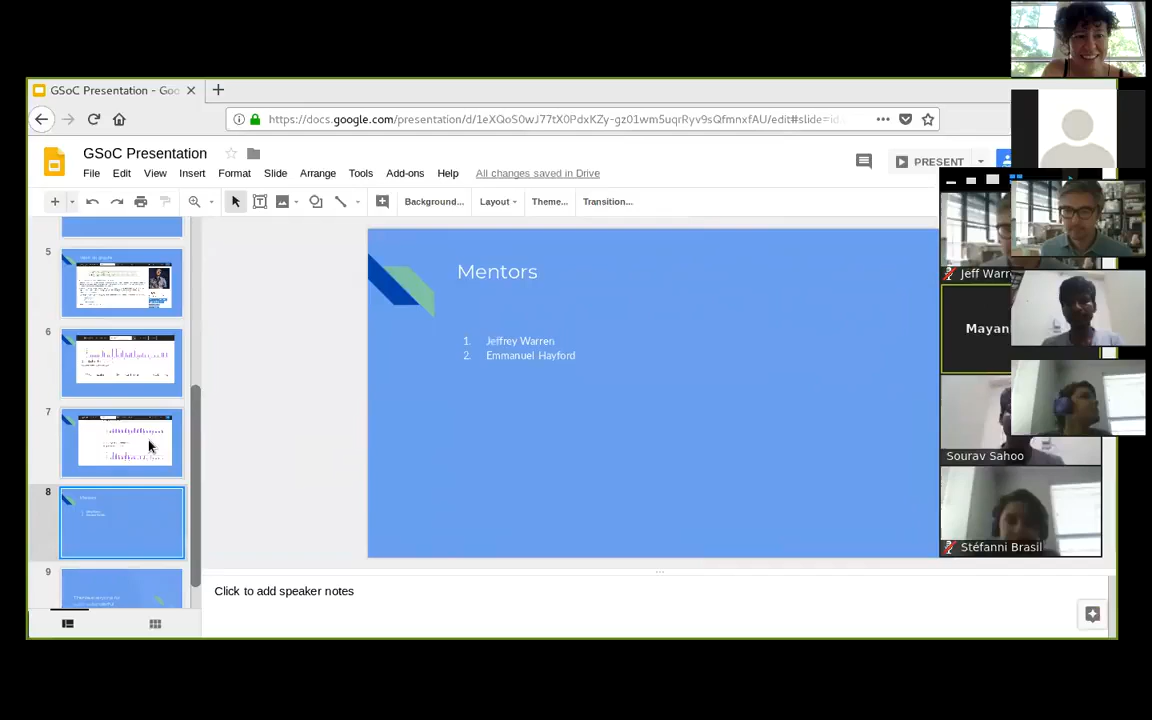 GSoC Presentation - Goo
https://docs.google.com/presentation/d/1eXQoS0wJ77tX0PdxKZy-gz01wm5uqrRyv9sQfmnxfAU/edit#slide=id
GSoC Presentation
File Edit View Insert Format Slide Arrange Tools Add-ons Help All changes saved in Drive
PRESENT
Background... Layout Theme... Transition...
5
6
7
8
9
Mentors
1. Jeffrey Warren
2. Emmanuel Hayford
Click to add speaker notes
Jeff Warr
Mayan
Sourav Sahoo
Stéfanni Brasil